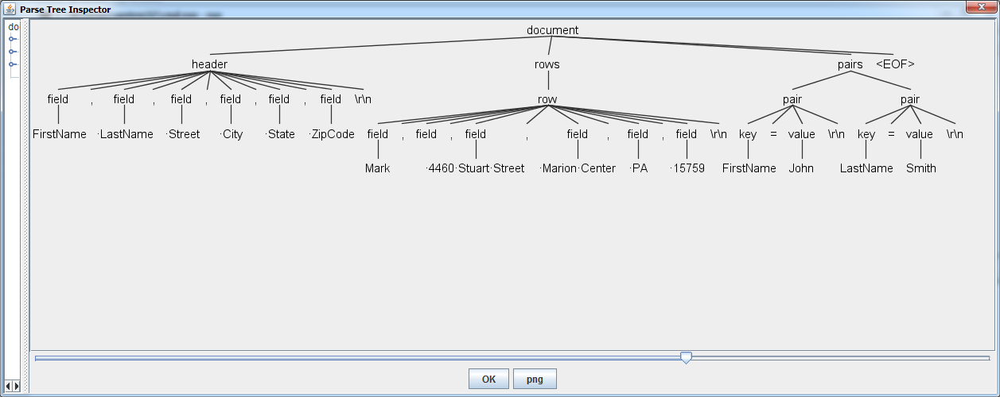 Parse Tree Inspector
do
document
header rows pairs <EOF>
field , field , field , field , field , field \r\n row pair pair
FirstName ·LastName ·Street ·City ·State ·ZipCode field , field , field , field , field , field \r\n key = value \r\n key = value \r\n
Mark ·4460·Stuart·Street ·Marion·Center ·PA ·15759 FirstName John LastName Smith
OK png